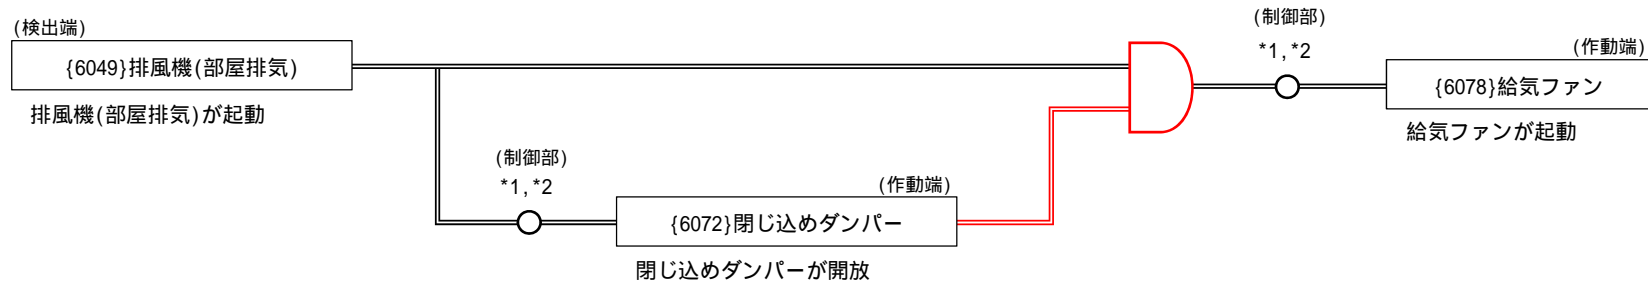 (検出端)
{6049}排風機(部屋排気)
排風機(部屋排気)が起動
(制御部)
*1,*2
(作動端)
{6072}閉じ込めダンパー
閉じ込めダンパーが開放
(制御部)
*1,*2
(作動端)
{6078}給気ファン
給気ファンが起動